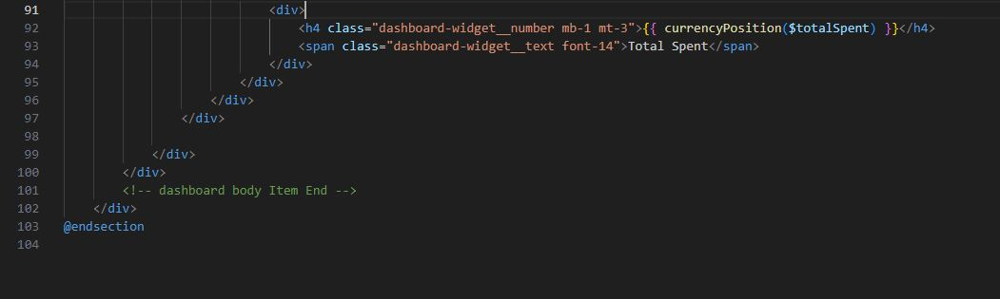 91 <div>
92 <h4 class="dashboard-widget__number mb-1 mt-3">{{ currencyPosition($totalSpent) }}</h4>
93 <span class="dashboard-widget__text font-14">Total Spent</span>
94 </div>
95 </div>
96 </div>
97 </div>
98
99 </div>
100 </div>
101 <!-- dashboard body Item End -->
102 </div>
103 @endsection
104